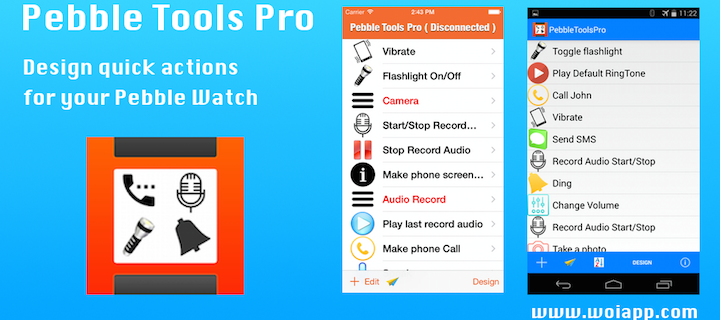 Pebble Tools Pro
Design quick actions
for your Pebble Watch
Carrier
2:43 PM
Pebble Tools Pro ( Disconnected )
Vibrate
Flashlight On/Off
Camera
Start/Stop Record...
Stop Record Audio
Make phone screen...
Audio Record
Play last record audio
Make phone Call
+ Edit
Design
11:22
PebbleToolsPro
Toggle flashlight
Play Default RingTone
Call John
Vibrate
Send SMS
Record Audio Start/Stop
Ding
Change Volume
Record Audio Start/Stop
Take a photo
DESIGN
www.woiapp.com